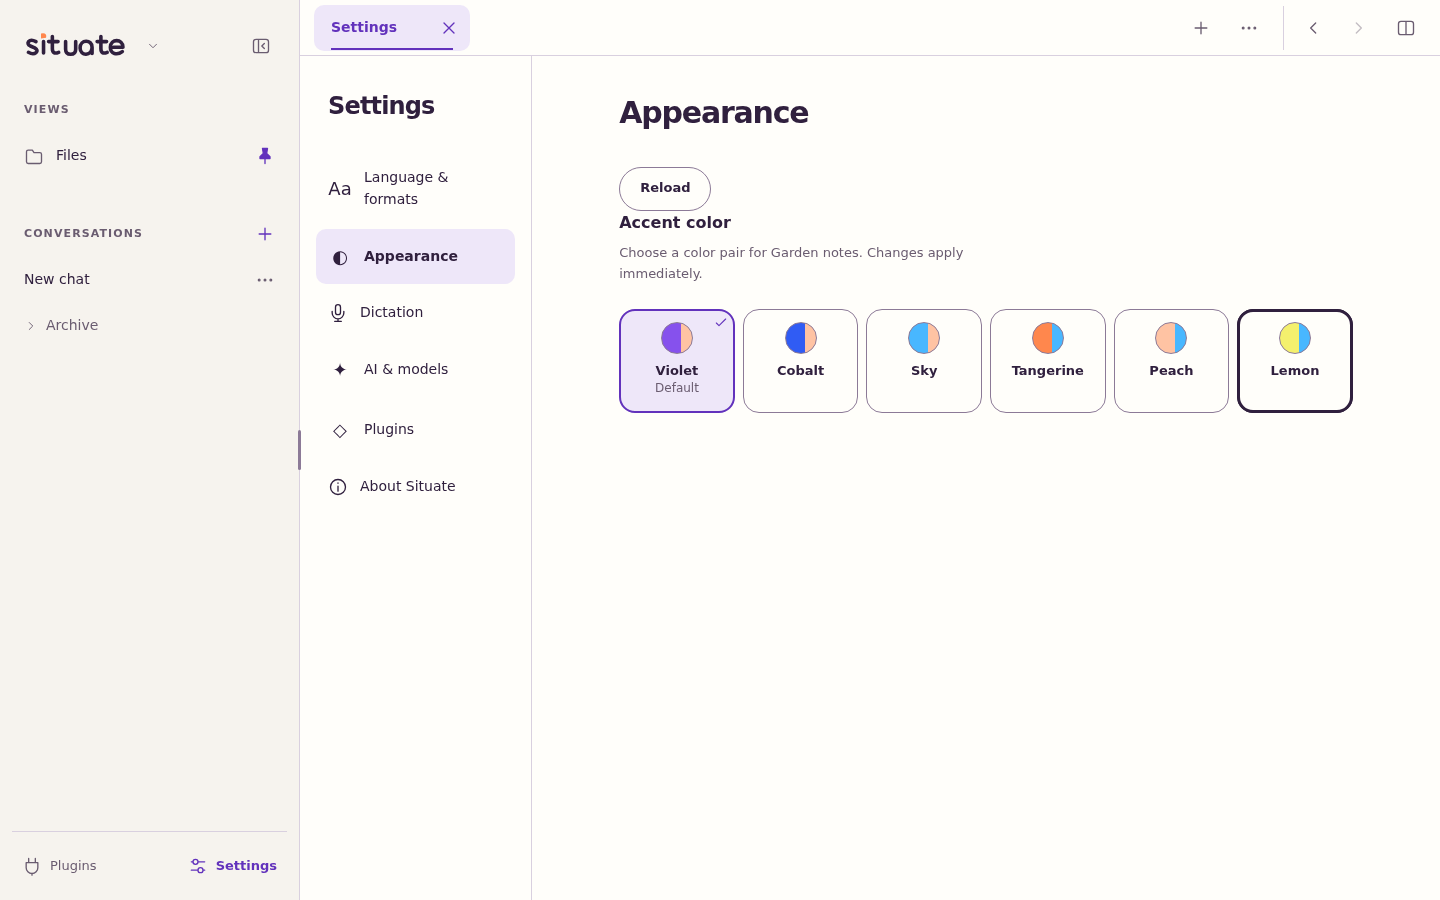 situate
VIEWS
Files
CONVERSATIONS
New chat
Archive
Plugins
Settings
Settings
Settings
Aa
Language &
formats
Appearance
Dictation
AI & models
Plugins
About Situate
Appearance
Reload
Accent color
Choose a color pair for Garden notes. Changes apply
immediately.
Violet
Default
Cobalt
Sky
Tangerine
Peach
Lemon